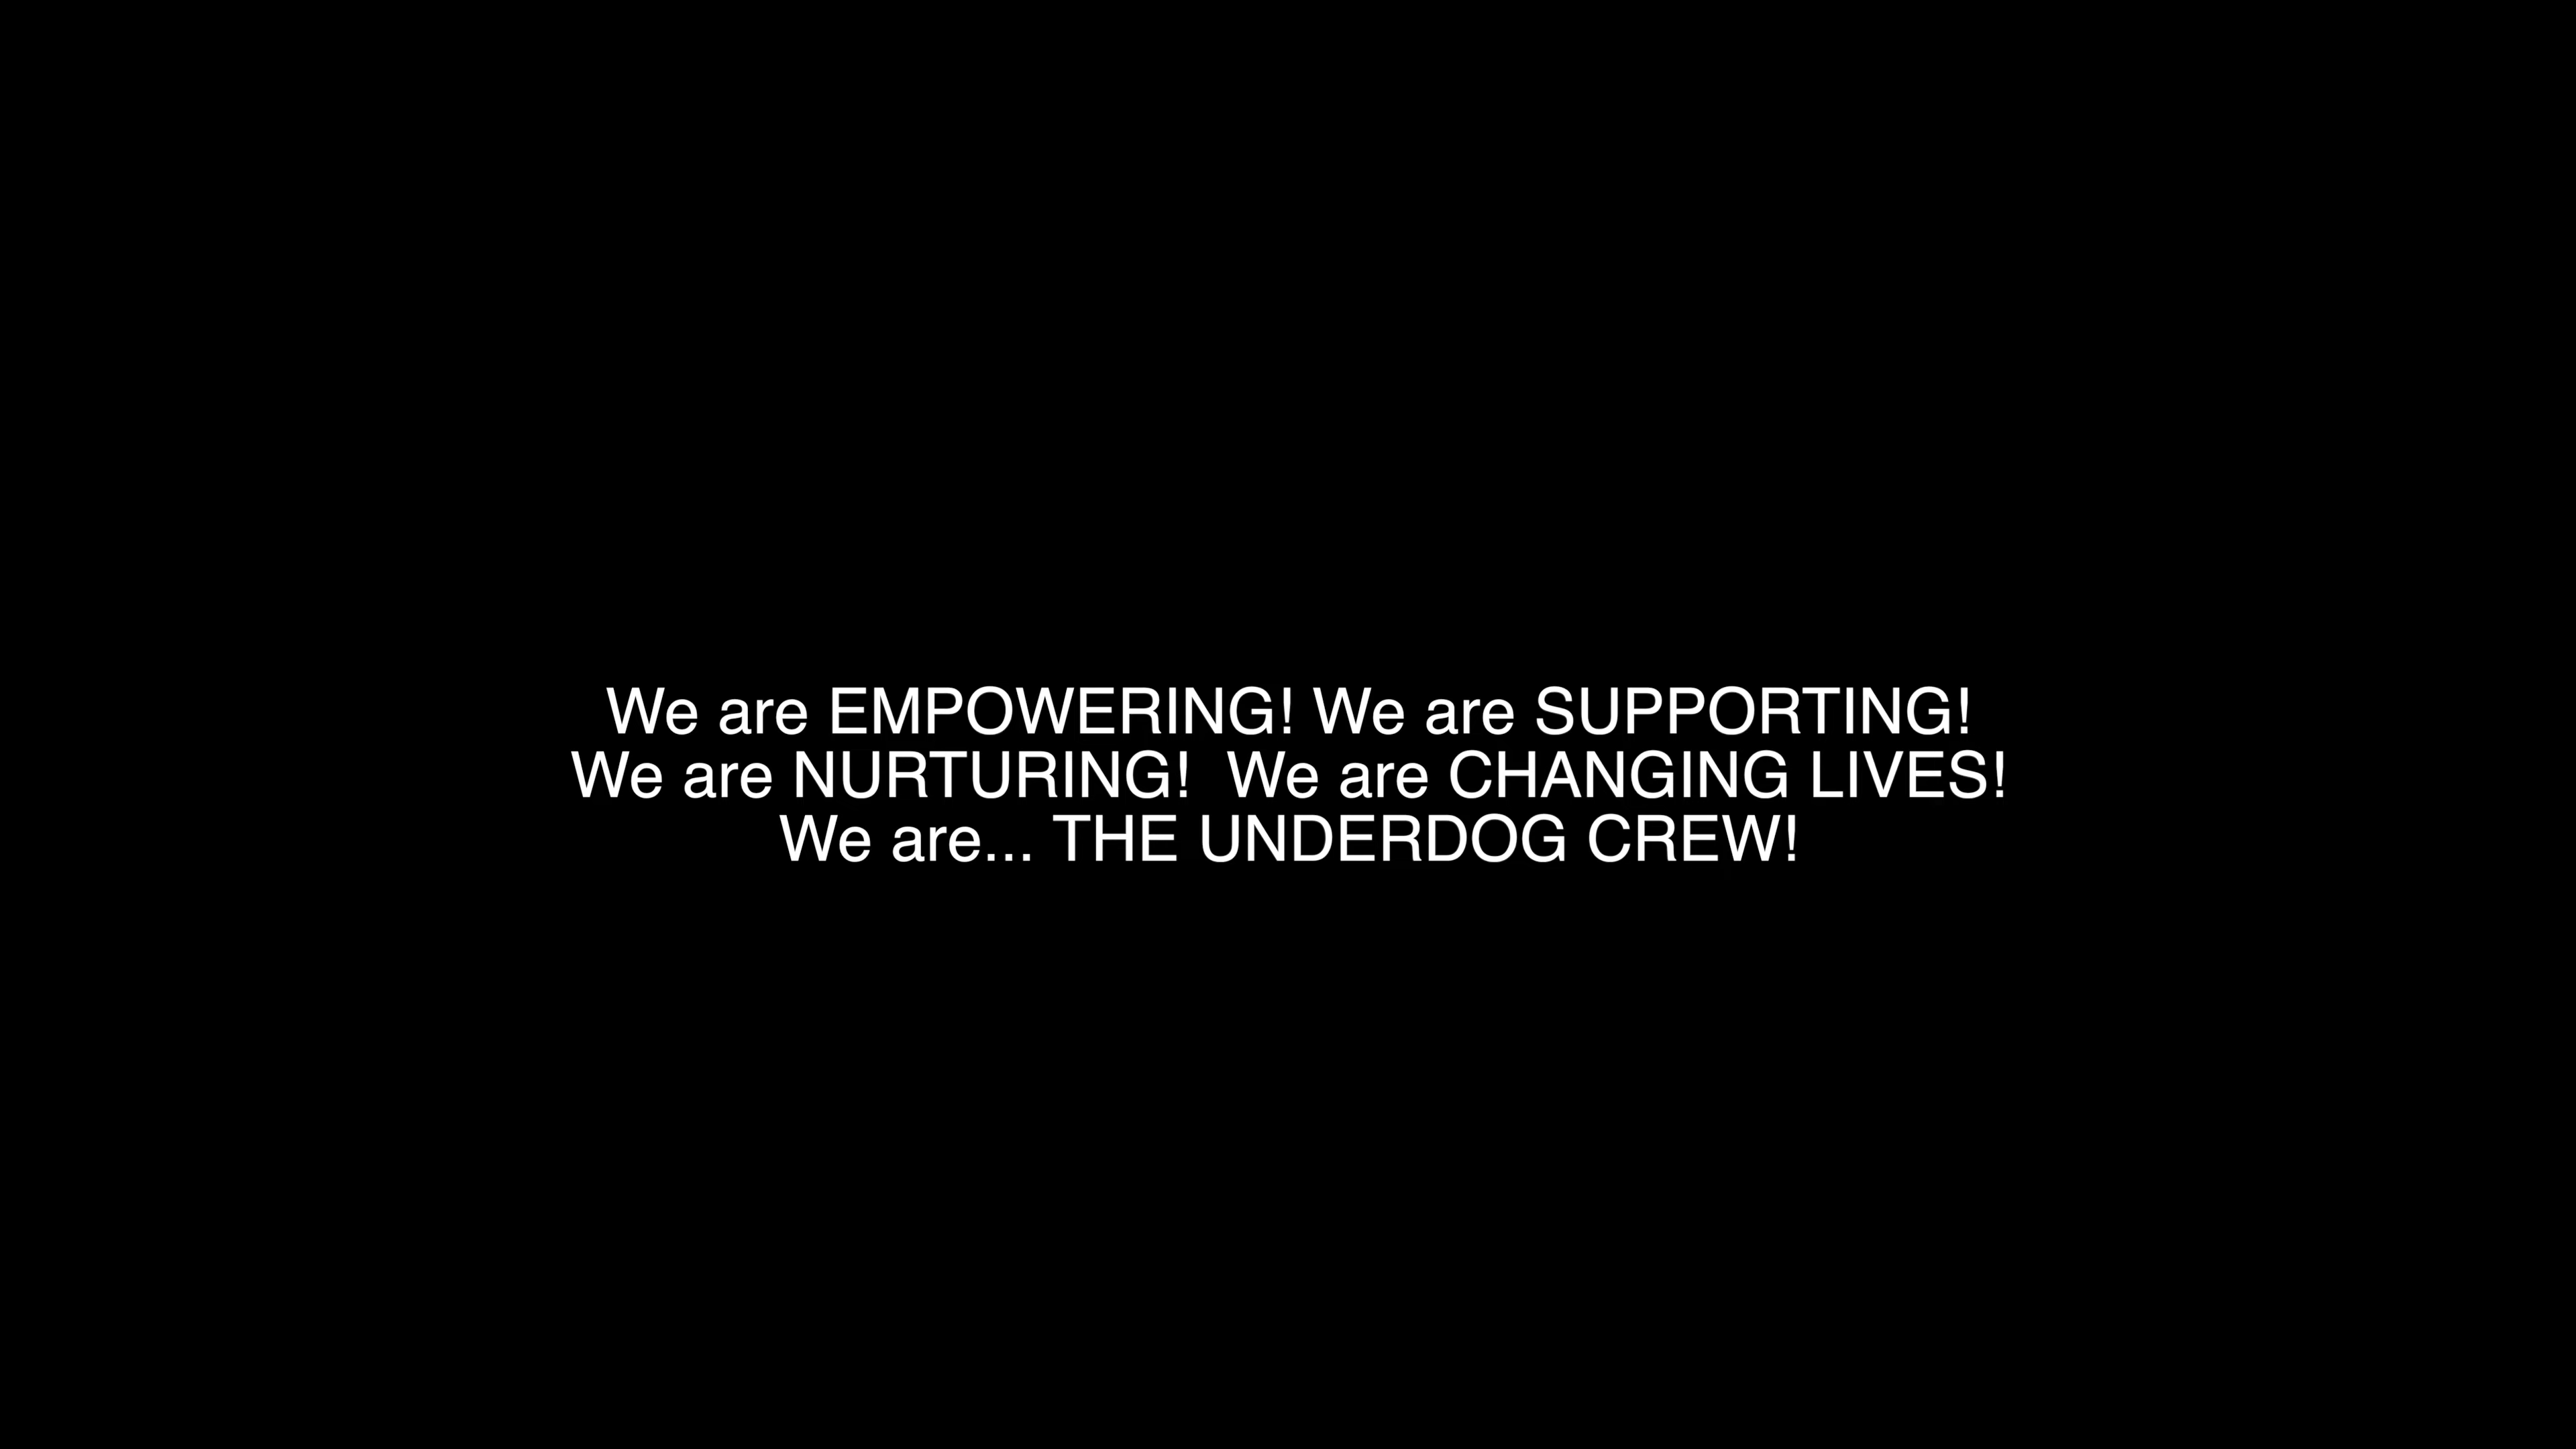 We are EMPOWERING! We are SUPPORTING!
We are NURTURING!  We are CHANGING LIVES!
We are... THE UNDERDOG CREW!